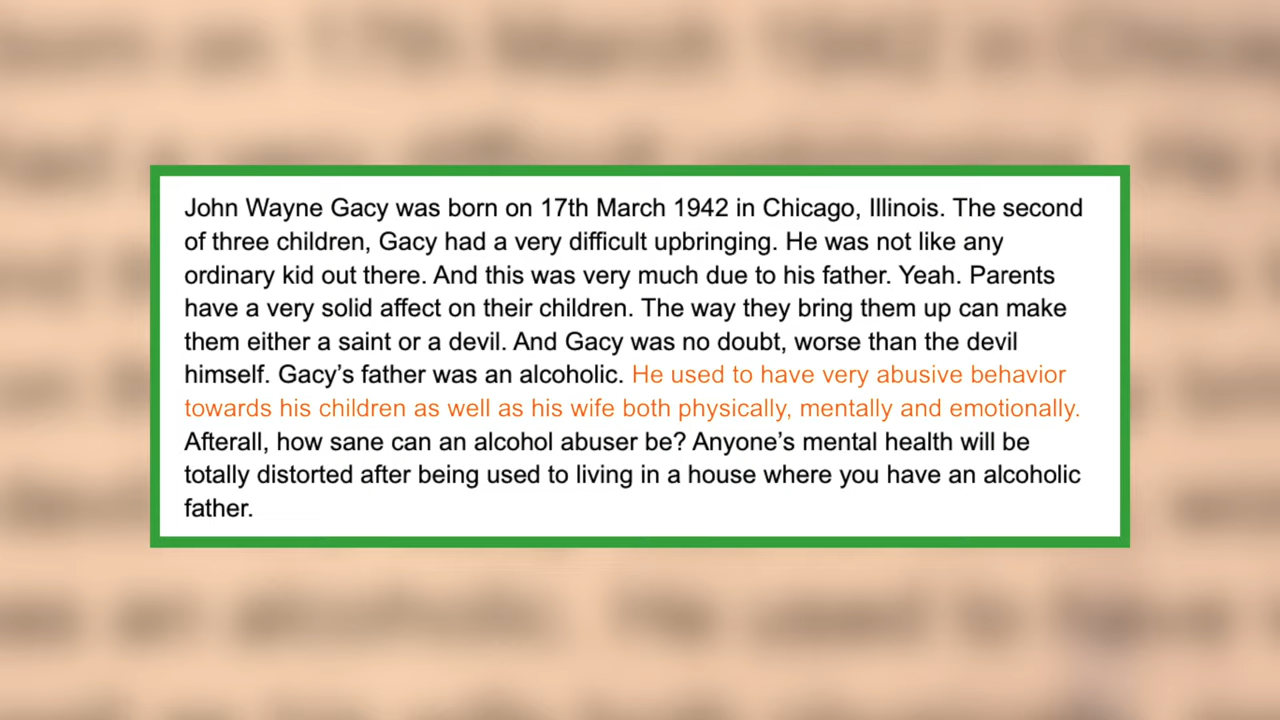 John Wayne Gacy was born on 17th March 1942 in Chicago, Illinois. The second
of three children, Gacy had a very difficult upbringing. He was not like any
ordinary kid out there. And this was very much due to his father. Yeah. Parents
have a very solid affect on their children. The way they bring them up can make
them either a saint or a devil. And Gacy was no doubt, worse than the devil
himself. Gacy’s father was an alcoholic. He used to have very abusive behavior
towards his children as well as his wife both physically, mentally and emotionally.
Afterall, how sane can an alcohol abuser be? Anyone’s mental health will be
totally distorted after being used to living in a house where you have an alcoholic
father.